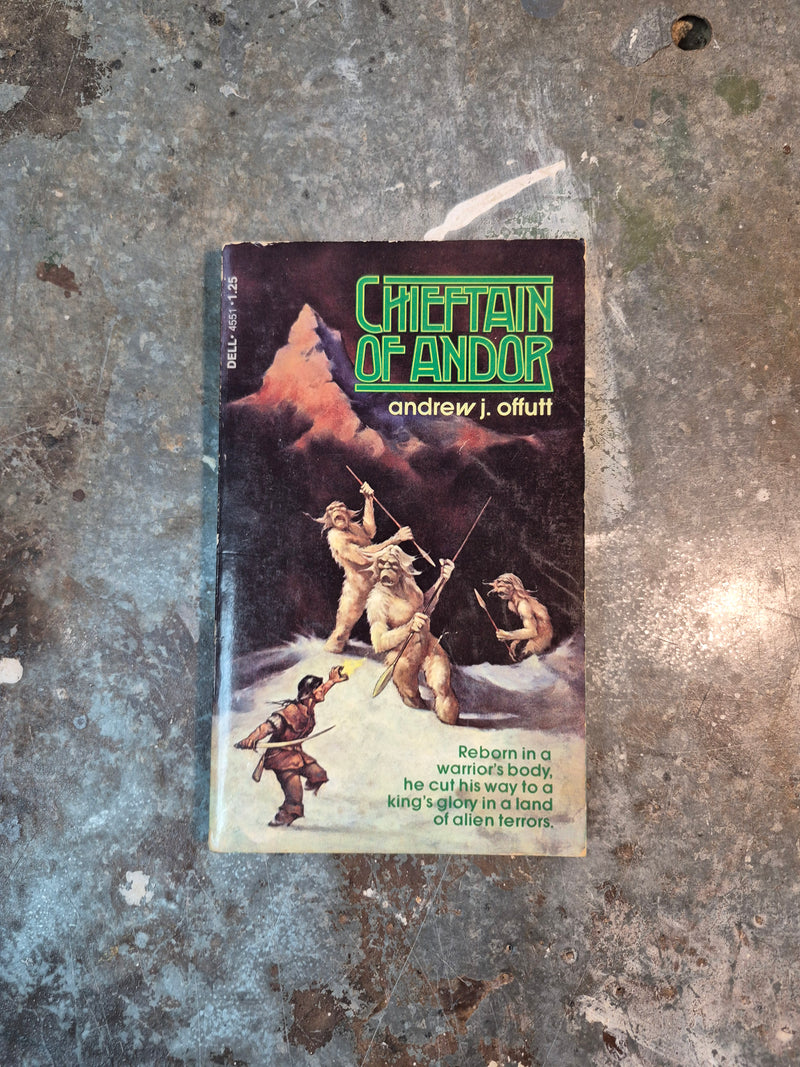 DELL • 4551 • 1.25
CHIEFTAIN
OF ANDOR
andrew j. offutt
Reborn in a
warrior's body,
he cut his way to a
king's glory in a land
of alien terrors.